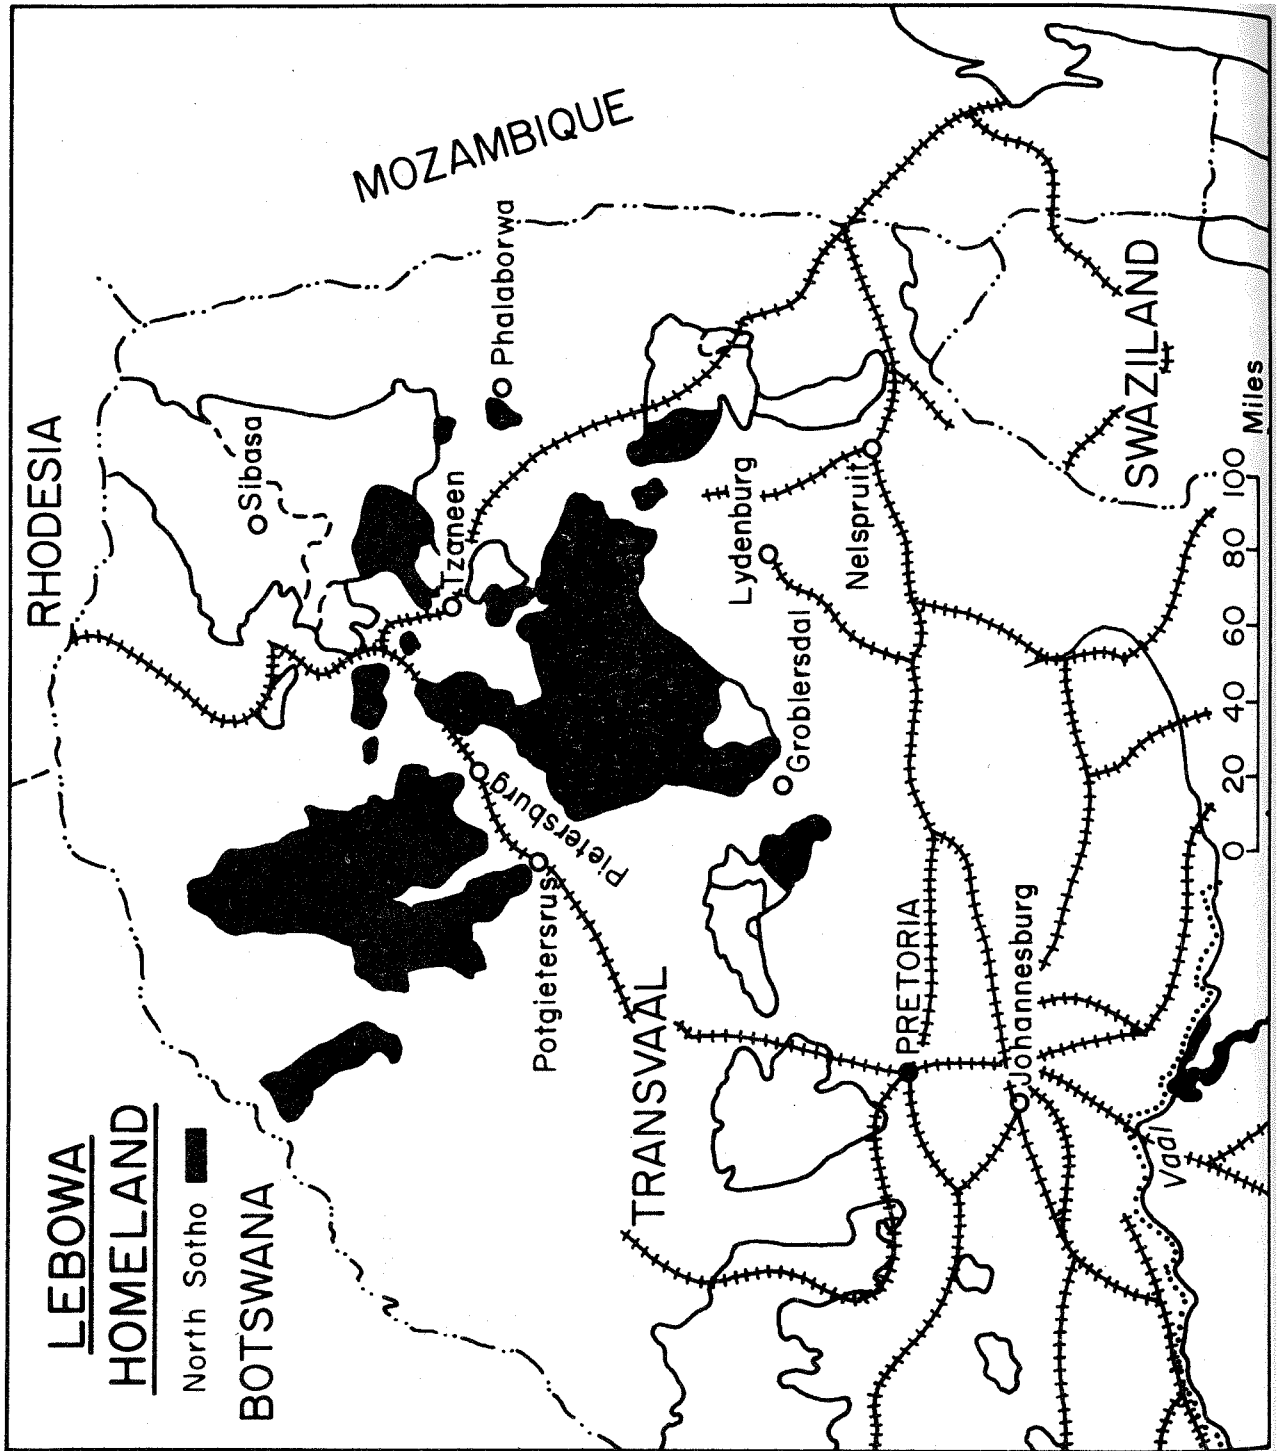 LEBOWA
HOMELAND
North Sotho
BOTSWANA
RHODESIA
MOZAMBIQUE
Sibasa
Phalaborwa
Tzaneen
Pietersburg
Potgietersrus
TRANSVAAL
Groblersdal
Lydenburg
Nelspruit
PRETORIA
Johannesburg
SWAZILAND
Vaal
0 20 40 60 80 100
Miles